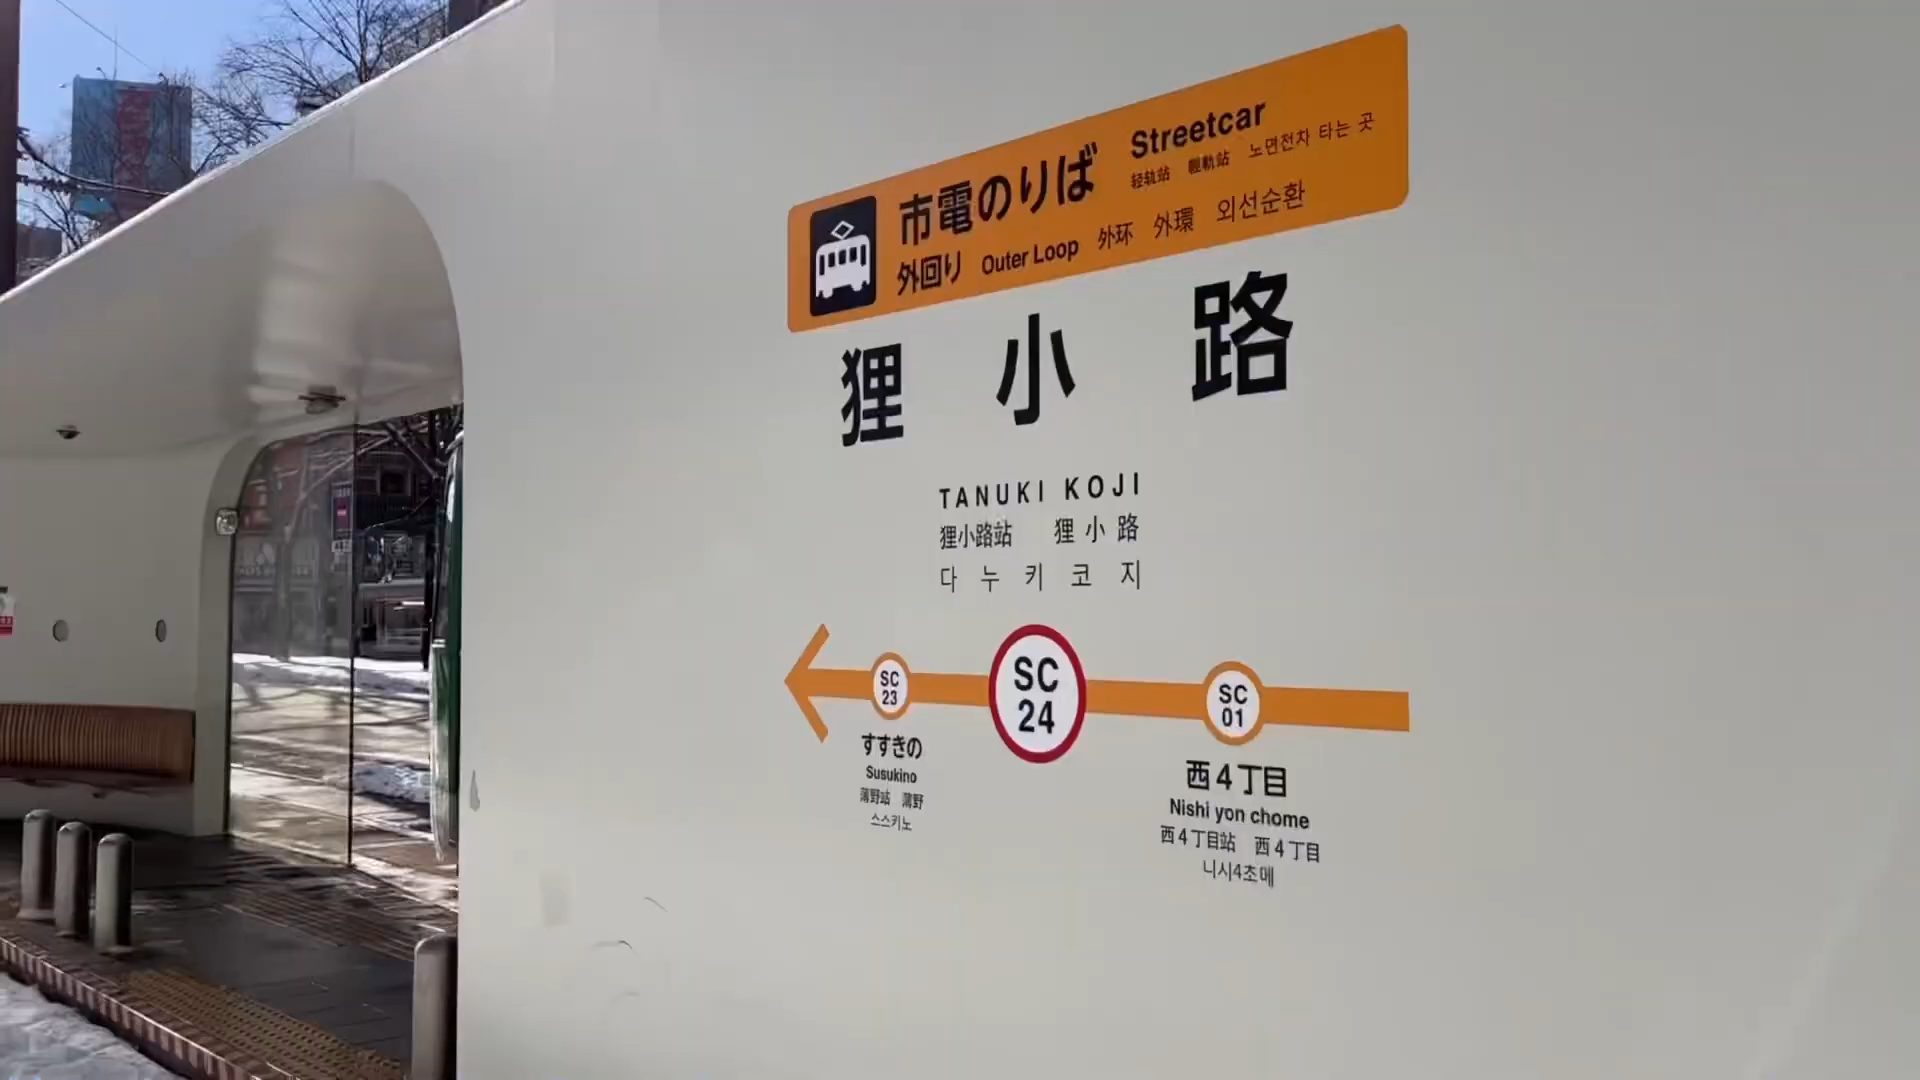 市電のりば Streetcar
轻轨站 輕軌站 노면전차 타는 곳
外回り Outer Loop 外环 外環 외선순환
狸小路
TANUKI KOJI
狸小路站 狸小路
다누키코지
SC 23
SC 24
SC 01
すすきの
Susukino
薄野站 薄野
스스키노
西4丁目
Nishi yon chome
西4丁目站 西4丁目
니시4초메